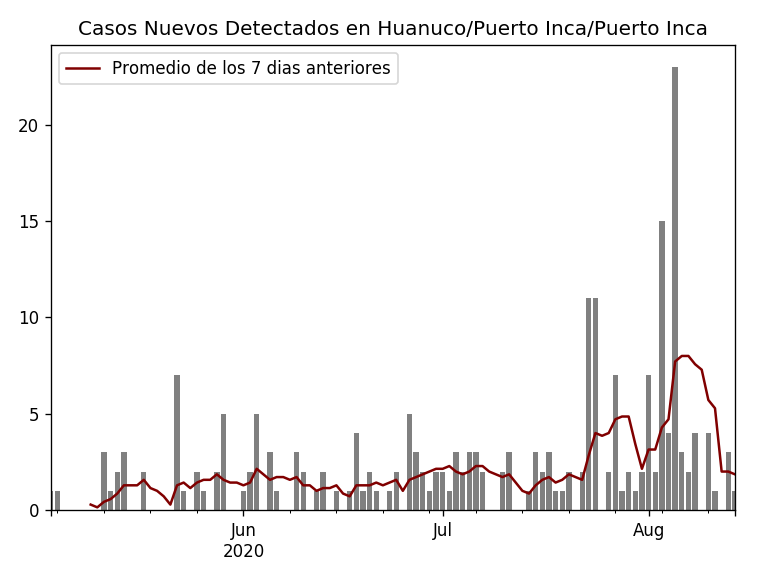 Casos Nuevos Detectados en Huanuco/Puerto Inca/Puerto Inca
Promedio de los 7 dias anteriores
20
15
10
5
0
Jun
2020
Jul
Aug